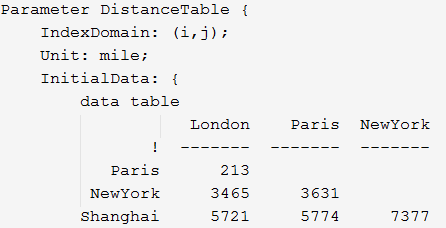 Parameter DistanceTable {
    IndexDomain: (i,j);
    Unit: mile;
    InitialData: {
        data table
                   London    Paris  NewYork
               !  -------  -------  -------
           Paris      213
         NewYork     3465     3631
        Shanghai     5721     5774     7377